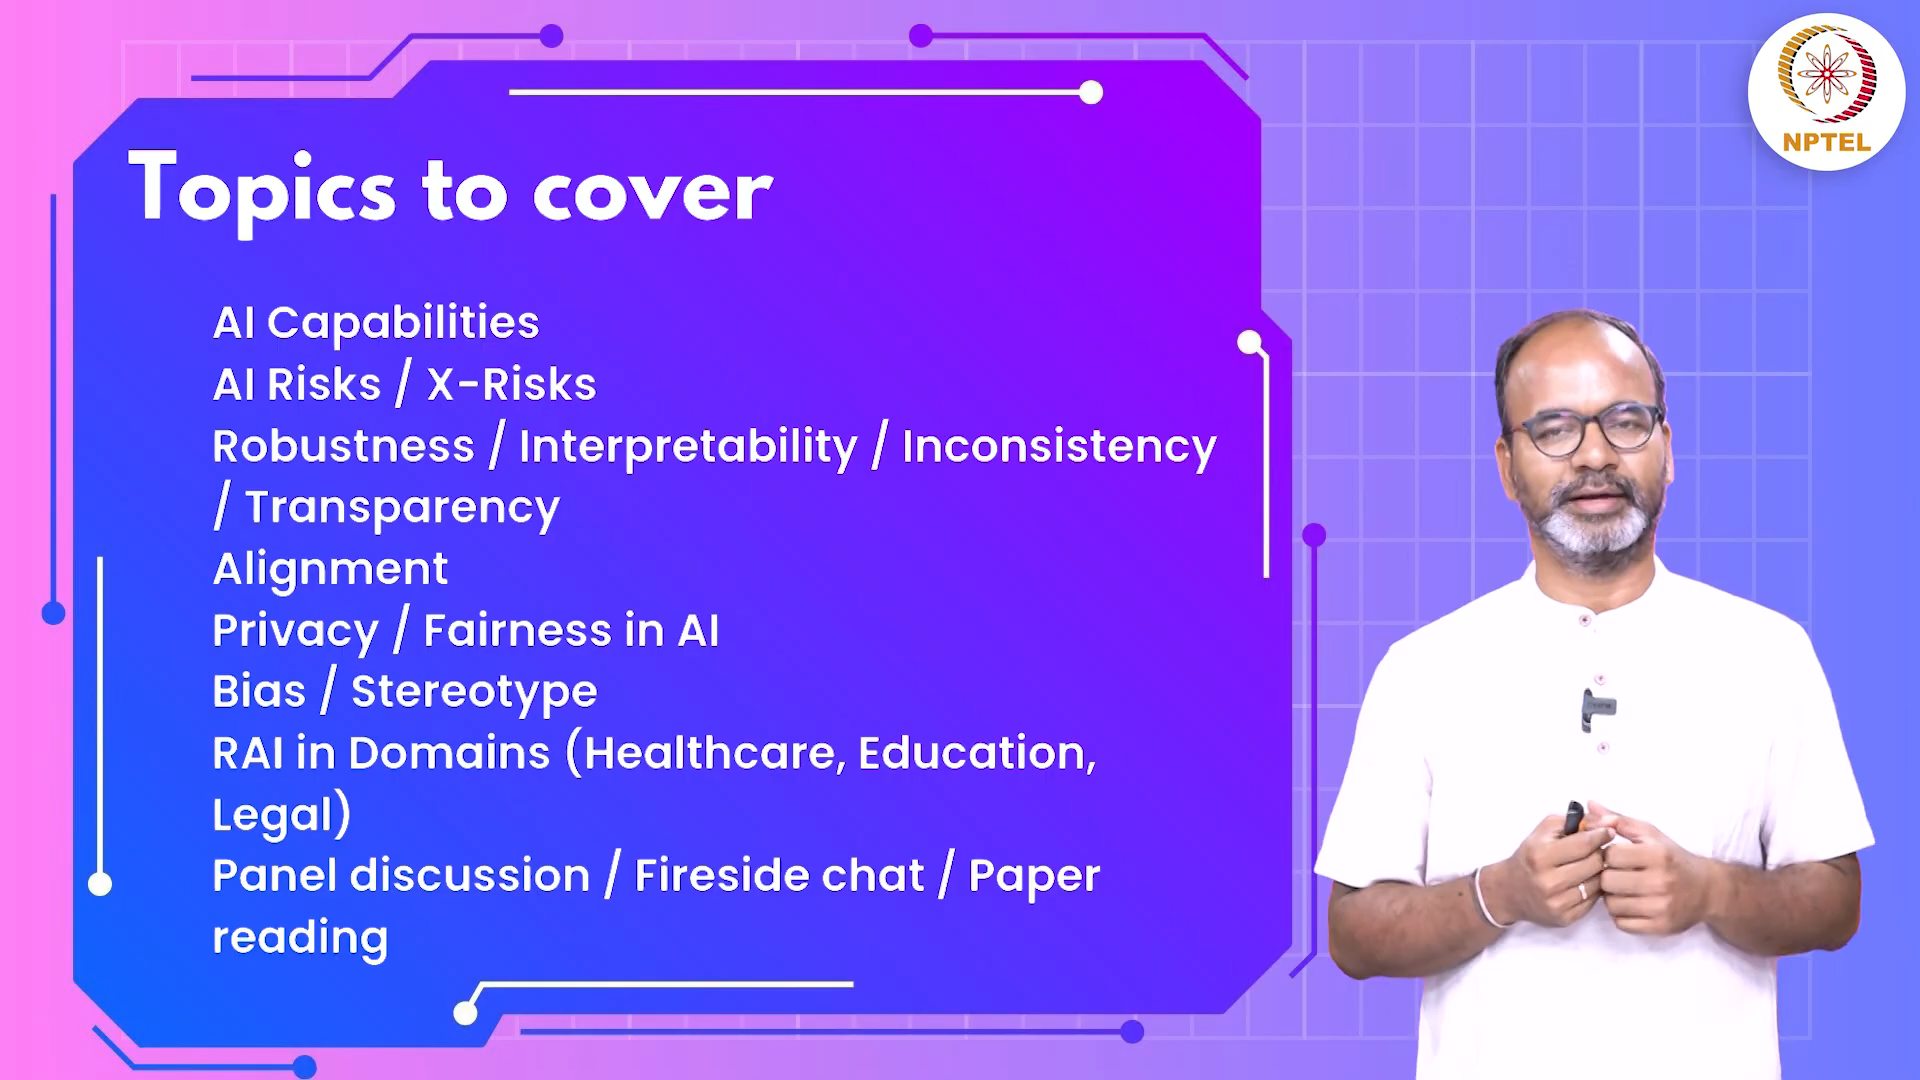 NPTEL
Topics to cover
AI Capabilities
AI Risks / X-Risks
Robustness / Interpretability / Inconsistency
/ Transparency
Alignment
Privacy / Fairness in AI
Bias / Stereotype
RAI in Domains (Healthcare, Education,
Legal)
Panel discussion / Fireside chat / Paper
reading